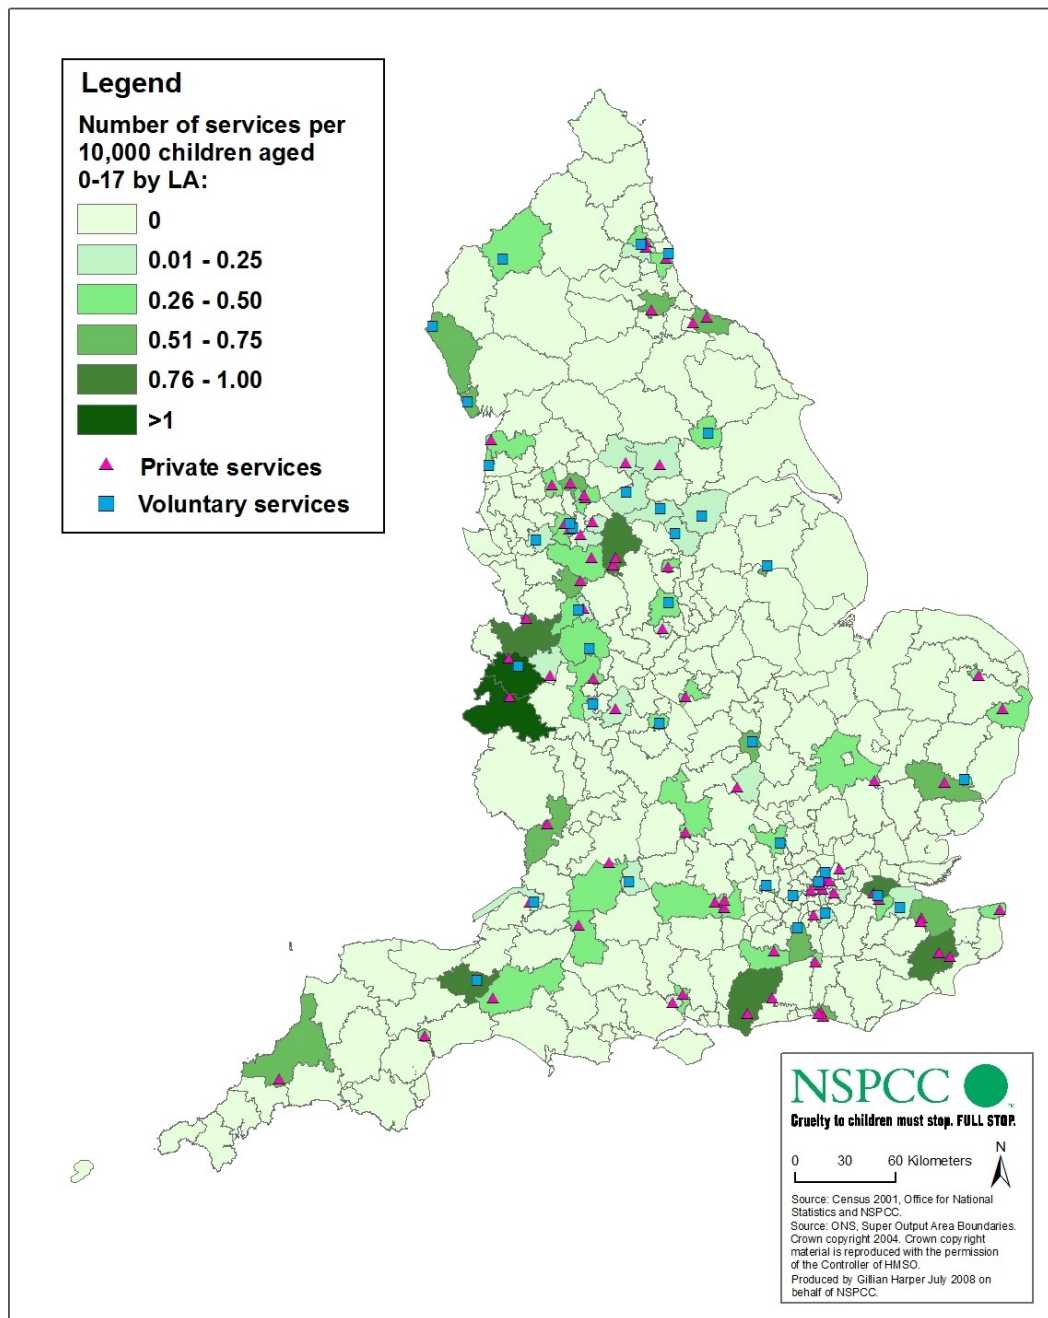 Legend
Number of services per
10,000 children aged
0-17 by LA:
0
0.01 - 0.25
0.26 - 0.50
0.51 - 0.75
0.76 - 1.00
>1
Private services
Voluntary services
NSPCC
Cruelty to children must stop. FULL STOP.
N
0 30 60 Kilometers
Source: Census 2001, Office for National
Statistics and NSPCC.
Source: ONS, Super Output Area Boundaries.
Crown copyright 2004. Crown copyright
material is reproduced with the permission
of the Controller of HMSO.
Produced by Gillian Harper July 2008 on
behalf of NSPCC.